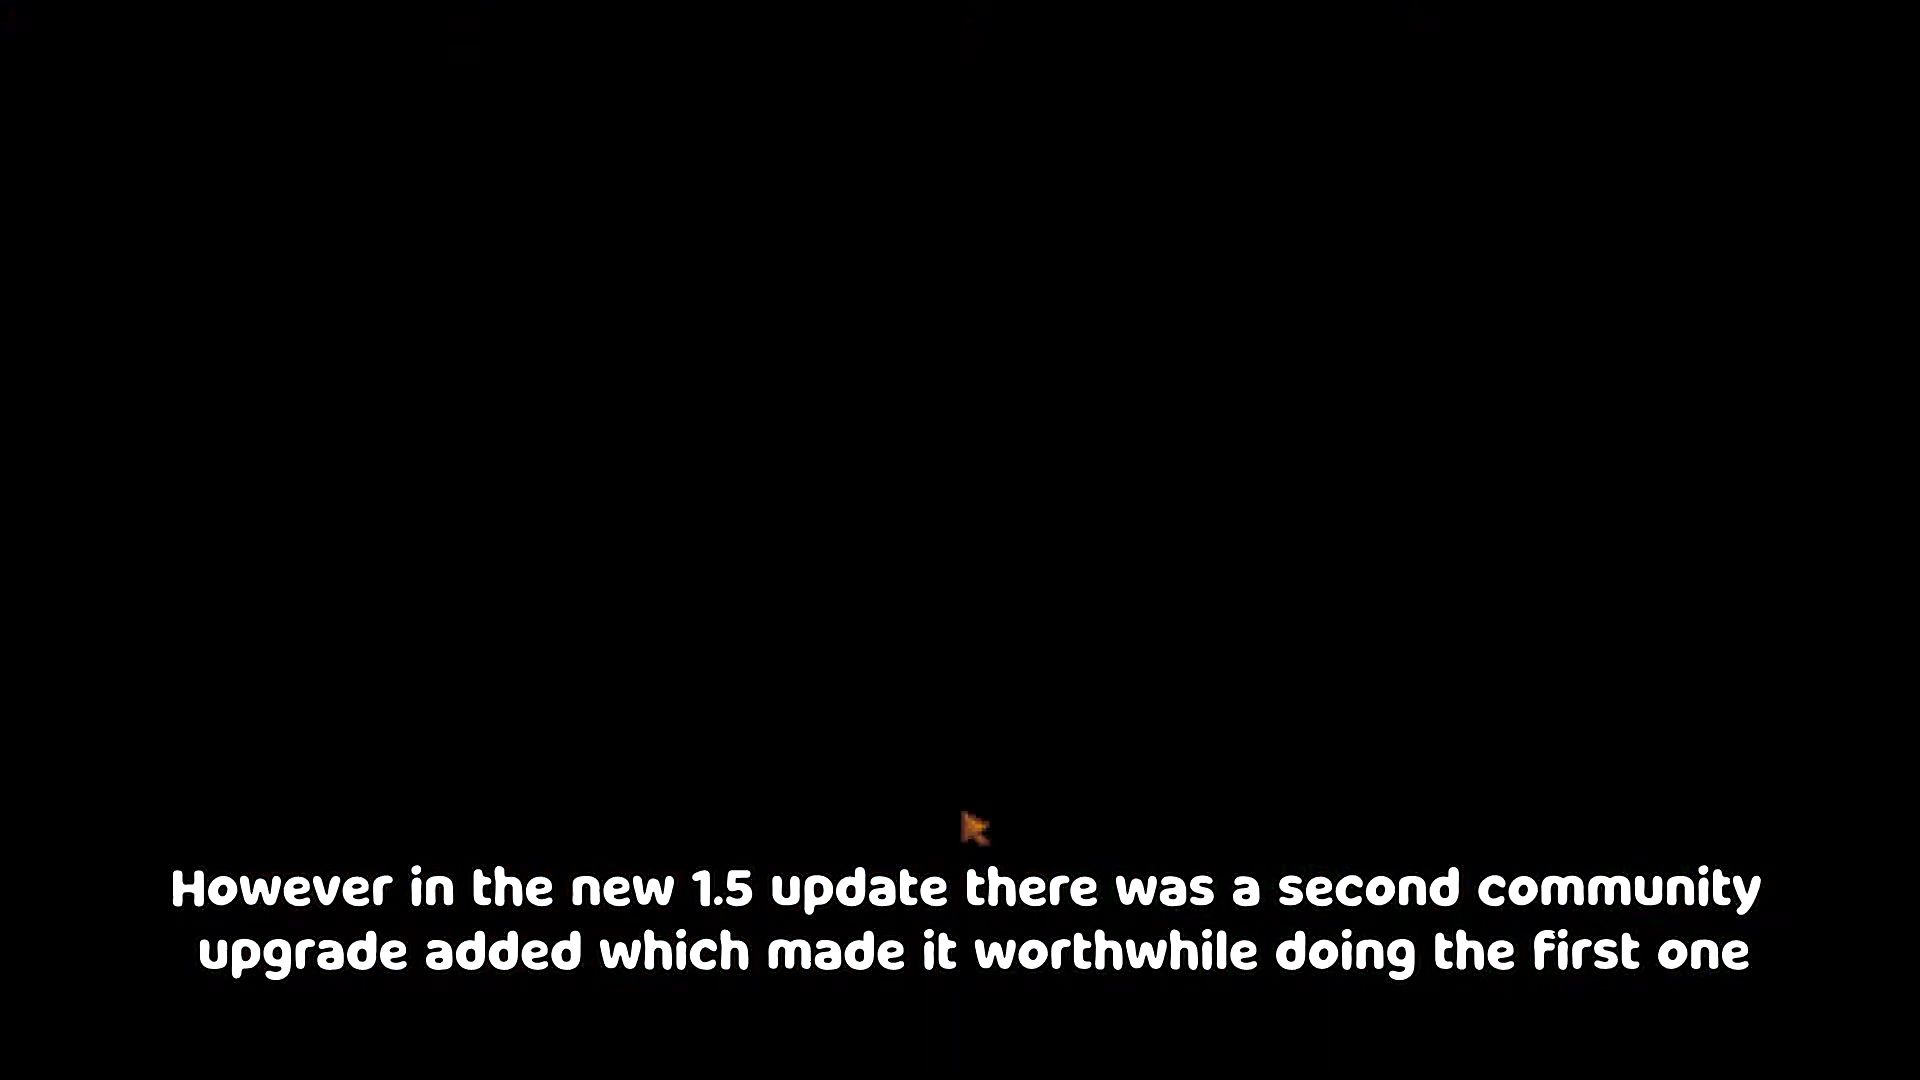 However in the new 1.5 update there was a second community
upgrade added which made it worthwhile doing the first one